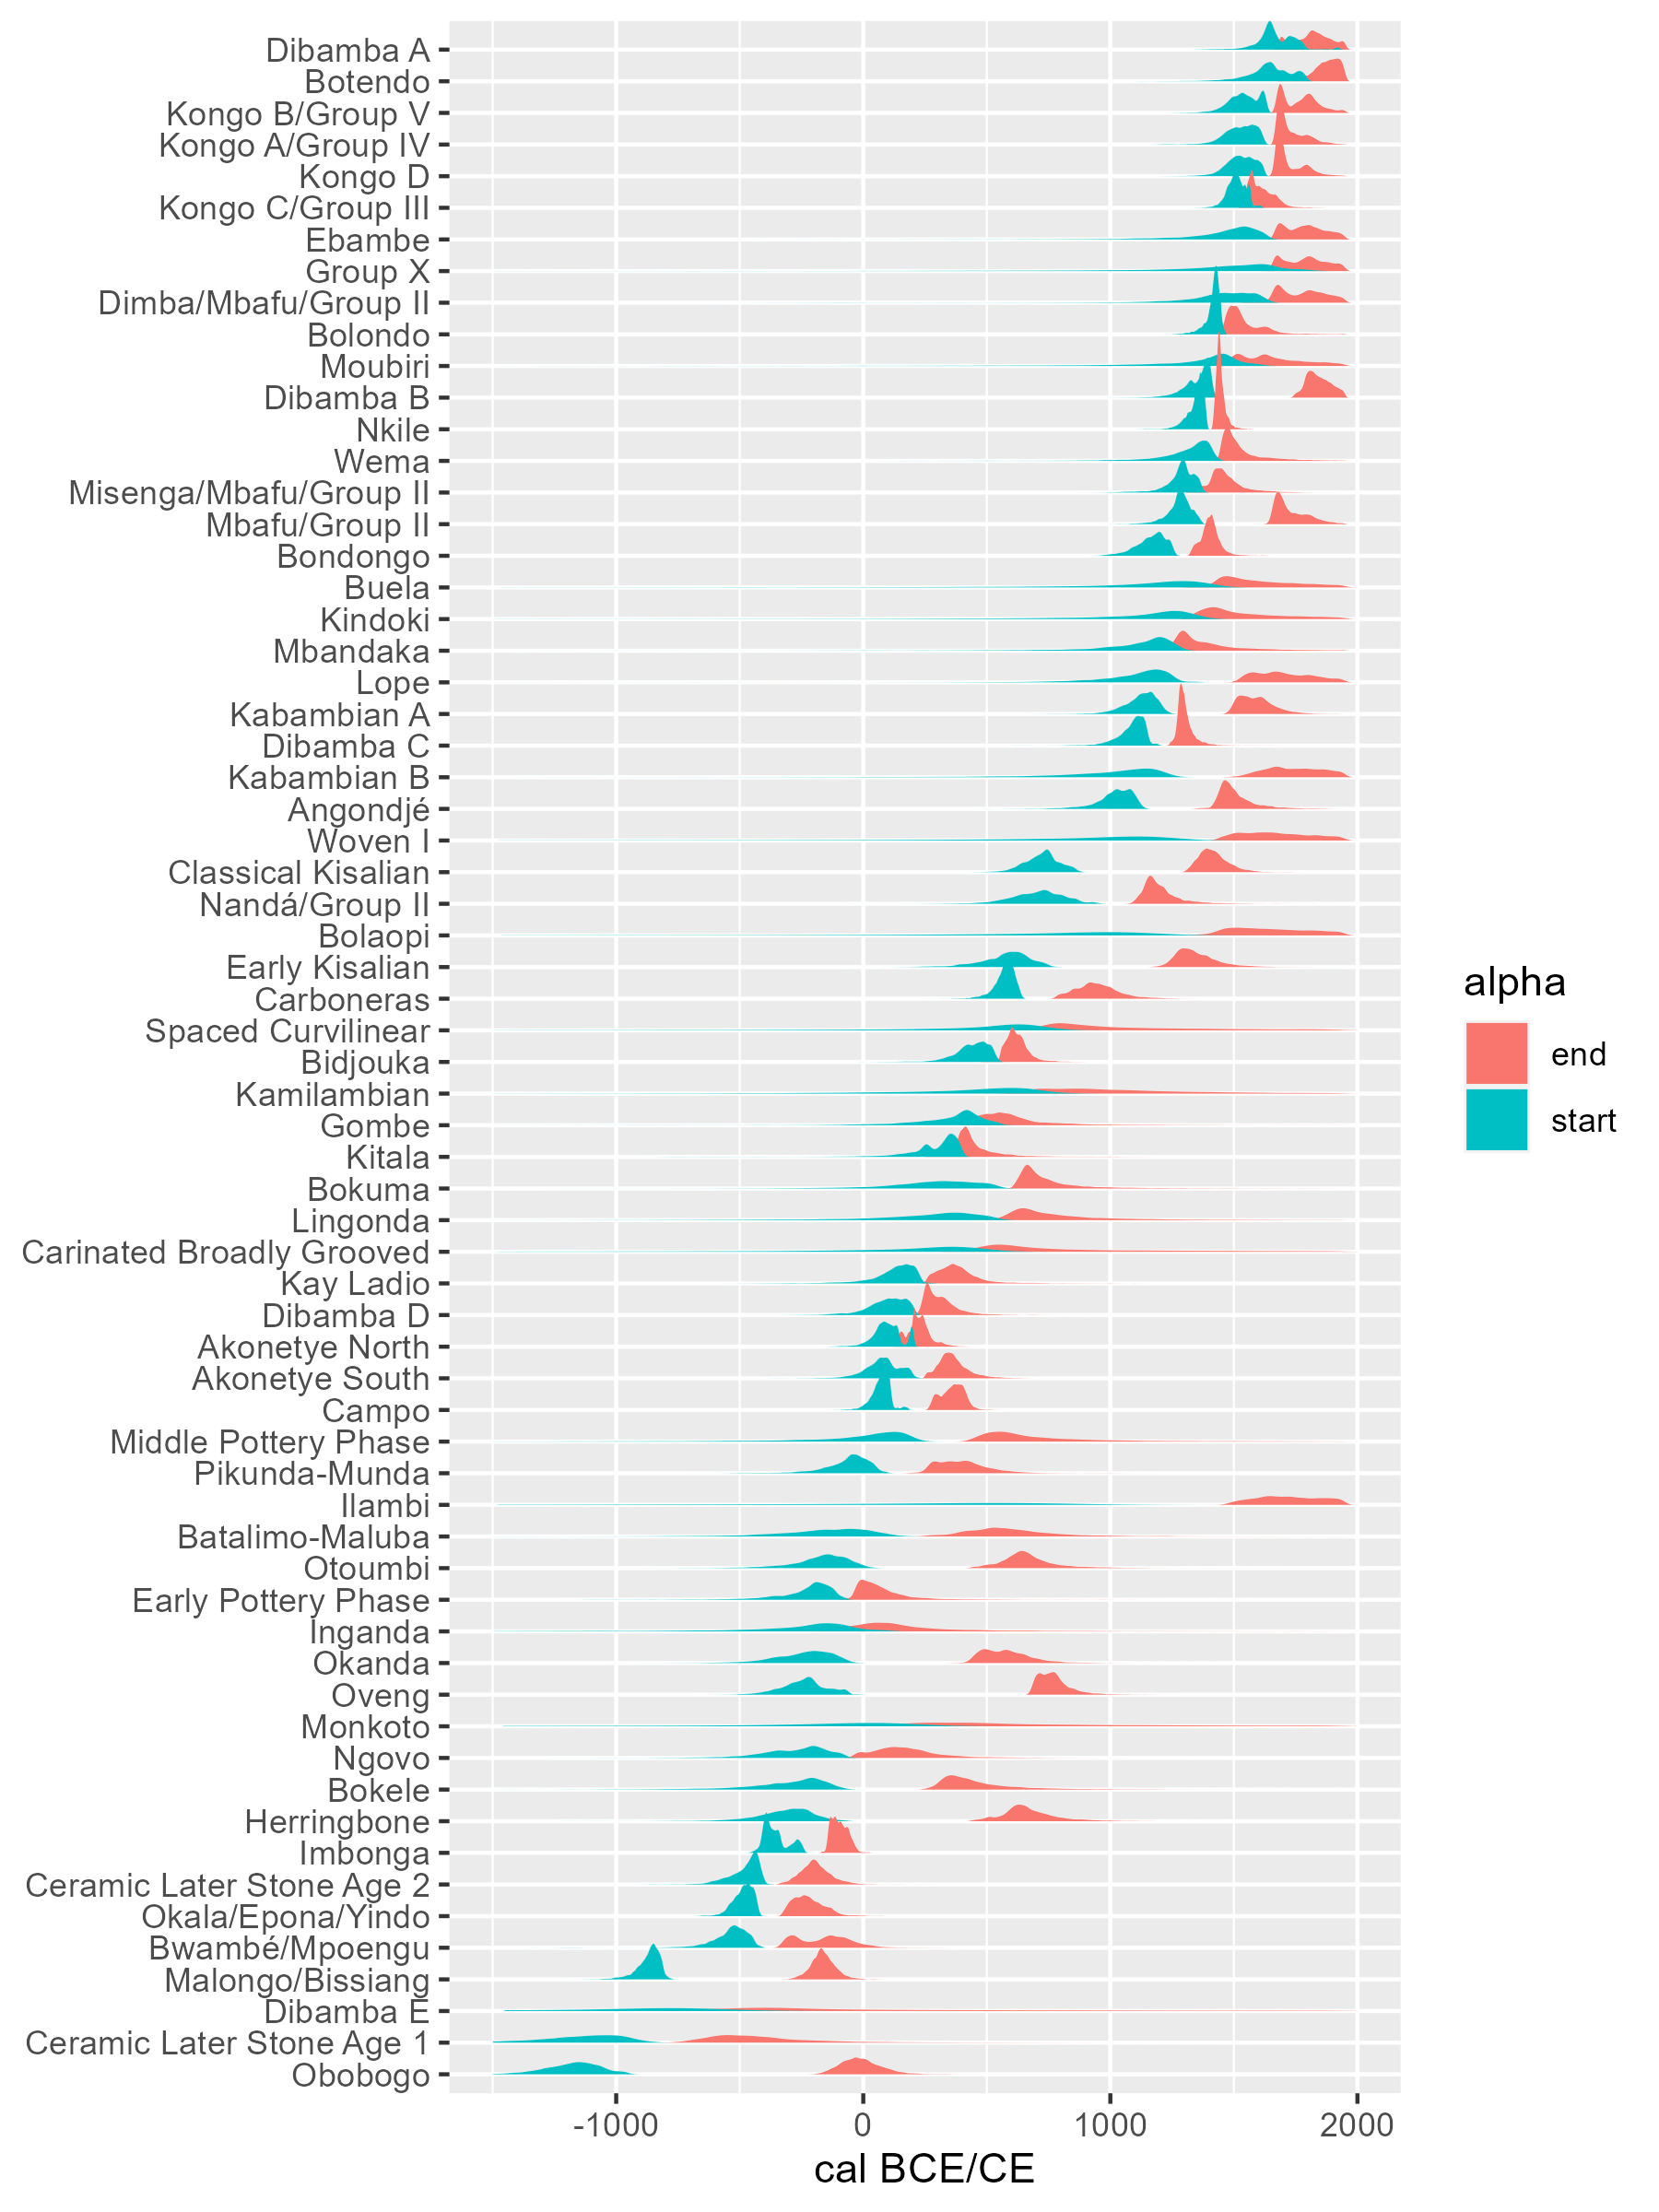 Dibamba A
Botendo
Kongo B/Group V
Kongo A/Group IV
Kongo D
Kongo C/Group III
Ebambe
Group X
Dimba/Mbafu/Group II
Bolondo
Moubiri
Dibamba B
Nkile
Wema
Misenga/Mbafu/Group II
Mbafu/Group II
Bondongo
Buela
Kindoki
Mbandaka
Lope
Kabambian A
Dibamba C
Kabambian B
Angondjé
Woven I
Classical Kisalian
Nandá/Group II
Bolaopi
Early Kisalian
Carboneras
Spaced Curvilinear
Bidjouka
Kamilambian
Gombe
Kitala
Bokuma
Lingonda
Carinated Broadly Grooved
Kay Ladio
Dibamba D
Akonetye North
Akonetye South
Campo
Middle Pottery Phase
Pikunda-Munda
Ilambi
Batalimo-Maluba
Otoumbi
Early Pottery Phase
Inganda
Okanda
Oveng
Monkoto
Ngovo
Bokele
Herringbone
Imbonga
Ceramic Later Stone Age 2
Okala/Epona/Yindo
Bwambé/Mpoengu
Malongo/Bissiang
Dibamba E
Ceramic Later Stone Age 1
Obobogo
-1000 0 1000 2000
cal BCE/CE
alpha
end
start